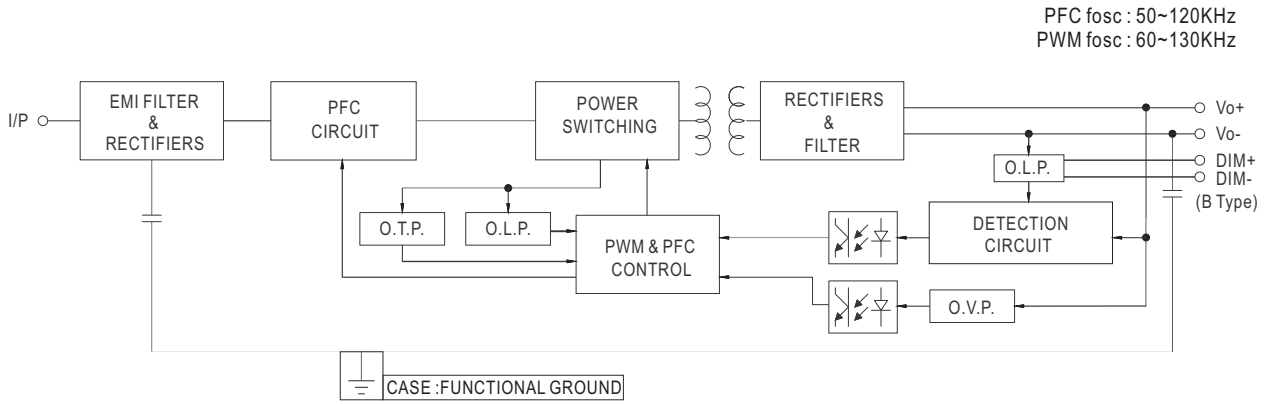 PFC fosc : 50~120KHz
PWM fosc : 60~130KHz
I/P
EMI FILTER
&
RECTIFIERS
PFC
CIRCUIT
POWER
SWITCHING
RECTIFIERS
&
FILTER
Vo+
Vo-
DIM+
DIM-
(B Type)
O.L.P.
O.T.P.
O.L.P.
PWM & PFC
CONTROL
DETECTION
CIRCUIT
O.V.P.
CASE :FUNCTIONAL GROUND